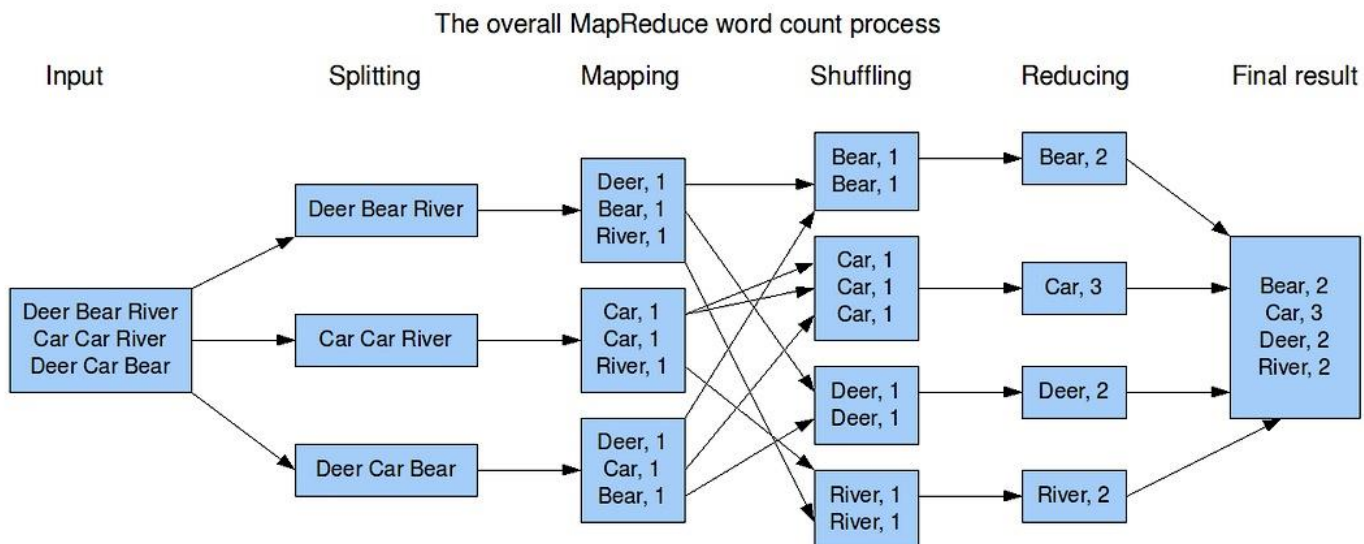 The overall MapReduce word count process
Input
Splitting
Mapping
Shuffling
Reducing
Final result
Deer Bear River
Car Car River
Deer Car Bear
Deer Bear River
Car Car River
Deer Car Bear
Deer, 1
Bear, 1
River, 1
Car, 1
Car, 1
River, 1
Deer, 1
Car, 1
Bear, 1
Bear, 1
Bear, 1
Car, 1
Car, 1
Car, 1
Deer, 1
Deer, 1
River, 1
River, 1
Bear, 2
Car, 3
Deer, 2
River, 2
Bear, 2
Car, 3
Deer, 2
River, 2